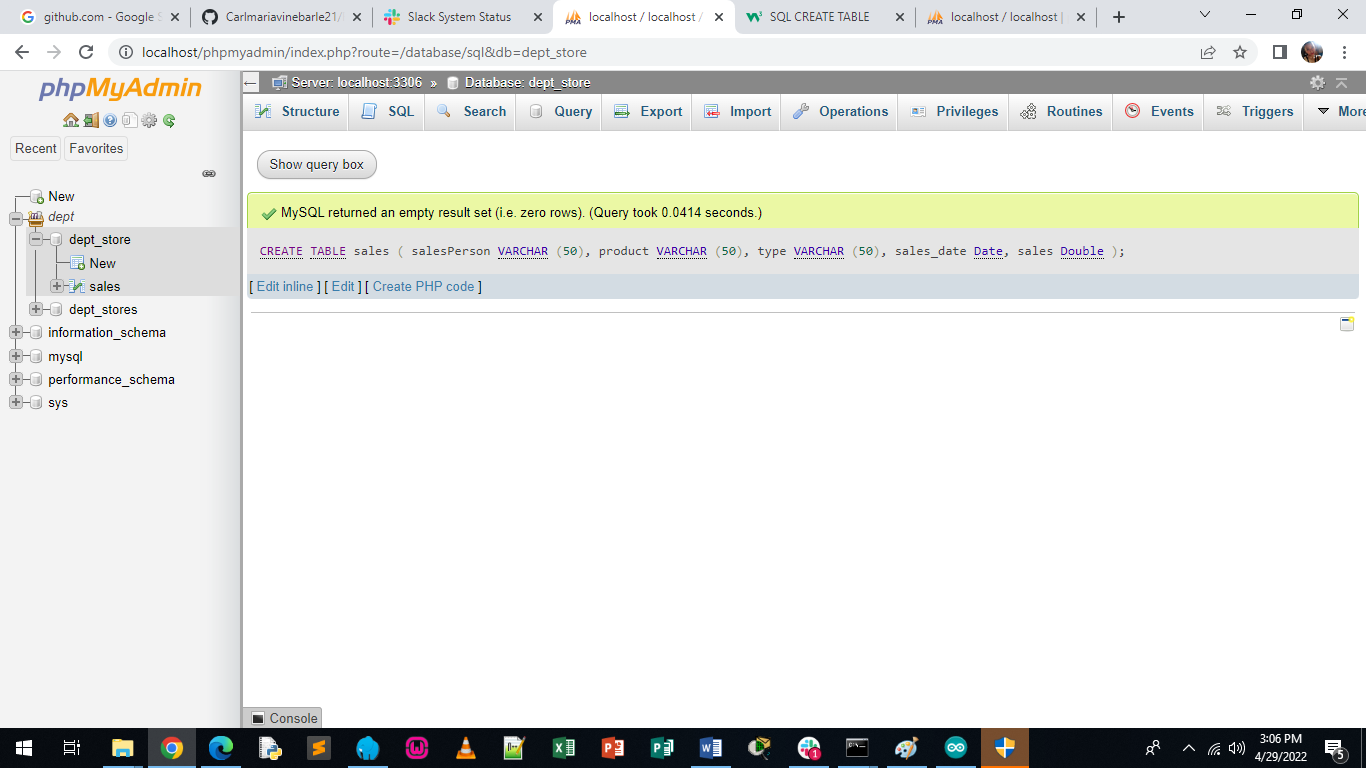 github.com - Google S
Carlmariavinebarle21/
Slack System Status
localhost / localhost /
SQL CREATE TABLE
localhost / localhost |
localhost/phpmyadmin/index.php?route=/database/sql&db=dept_store
phpMyAdmin
Recent
Favorites
New
dept
dept_store
New
sales
dept_stores
information_schema
mysql
performance_schema
sys
Server: localhost:3306 » Database: dept_store
Structure
SQL
Search
Query
Export
Import
Operations
Privileges
Routines
Events
Triggers
More
Show query box
MySQL returned an empty result set (i.e. zero rows). (Query took 0.0414 seconds.)
CREATE TABLE sales ( salesPerson VARCHAR (50), product VARCHAR (50), type VARCHAR (50), sales_date Date, sales Double );
[ Edit inline ] [ Edit ] [ Create PHP code ]
Console
3:06 PM
4/29/2022
5
1